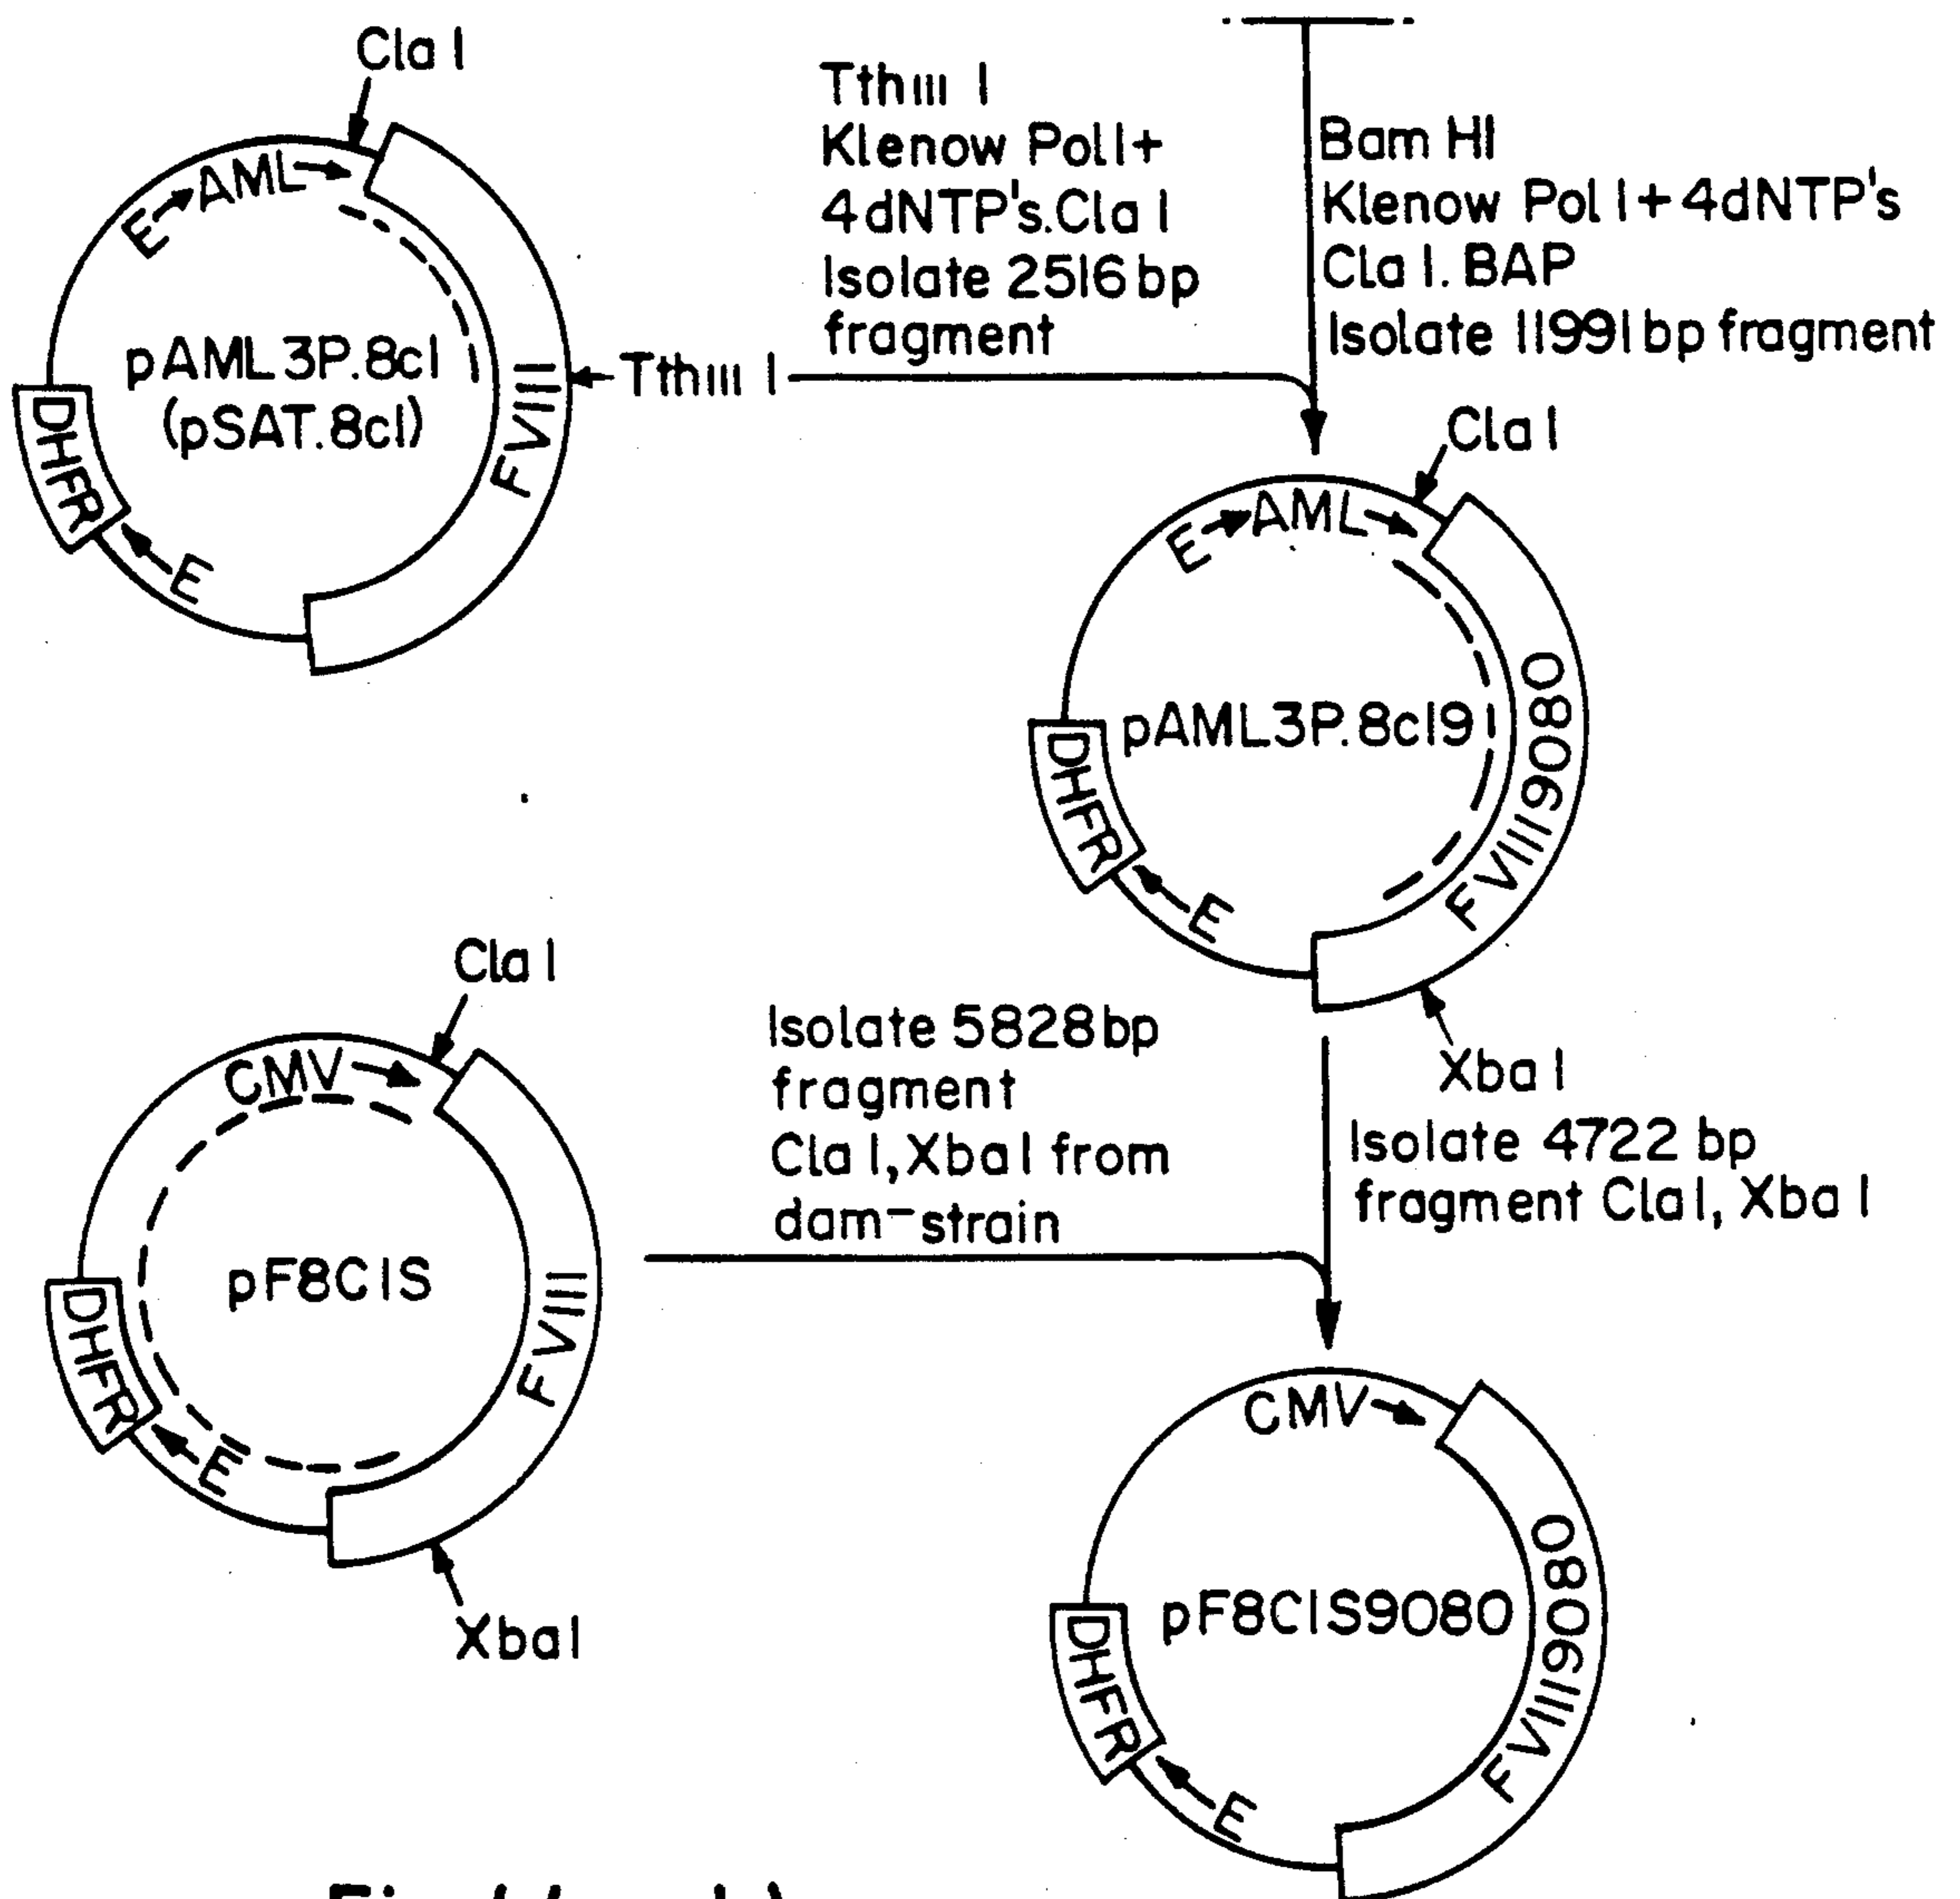 Cla I
E AML
pAML3P.8cl
(pSAT.8cl)
DHFR
E
FVIII
TthIII I
TthIII I
Klenow Pol I+
4dNTP's.Cla I
Isolate 2516 bp
fragment
Bam HI
Klenow Pol I+4dNTP's
Cla I. BAP
Isolate 11991 bp fragment
Cla I
E AML
pAML3P.8cl9
DHFR
E
FVIII9080
Xba I
Cla I
CMV
pF8CIS
DHFR
E
FVIII
Xba I
Isolate 5828 bp
fragment
Cla I, Xba I from
dam-strain
Isolate 4722 bp
fragment Cla I, Xba I
CMV
pF8CIS9080
DHFR
E
FVIII9080